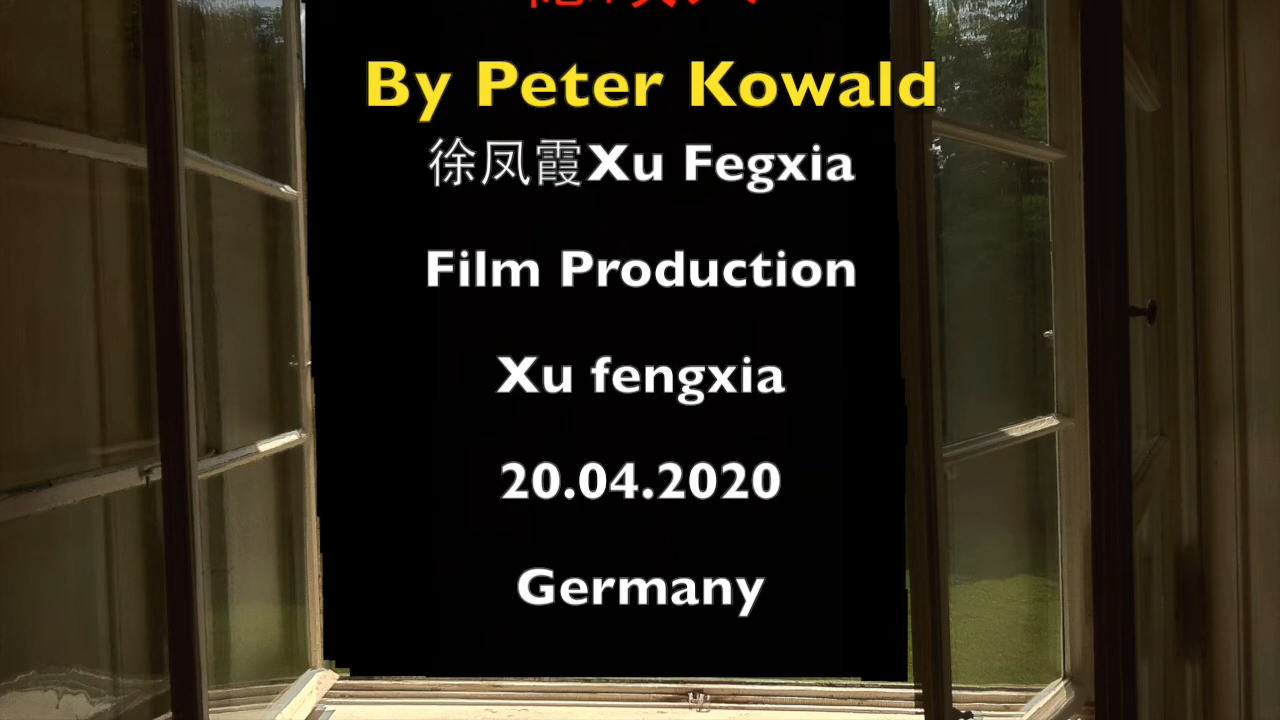 By Peter Kowald
徐凤霞Xu Fegxia
Film Production
Xu fengxia
20.04.2020
Germany